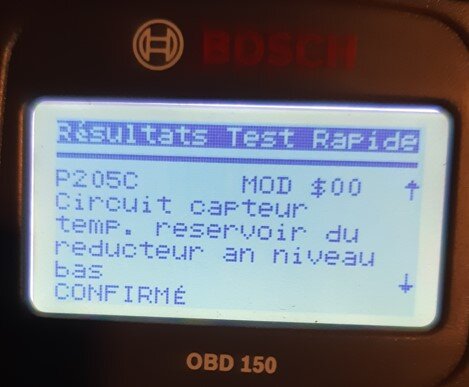 BOSCH
Résultats Test Rapide
P205C MOD $00
Circuit capteur
temp. reservoir du
reducteur an niveau
bas
CONFIRMÉ
OBD 150